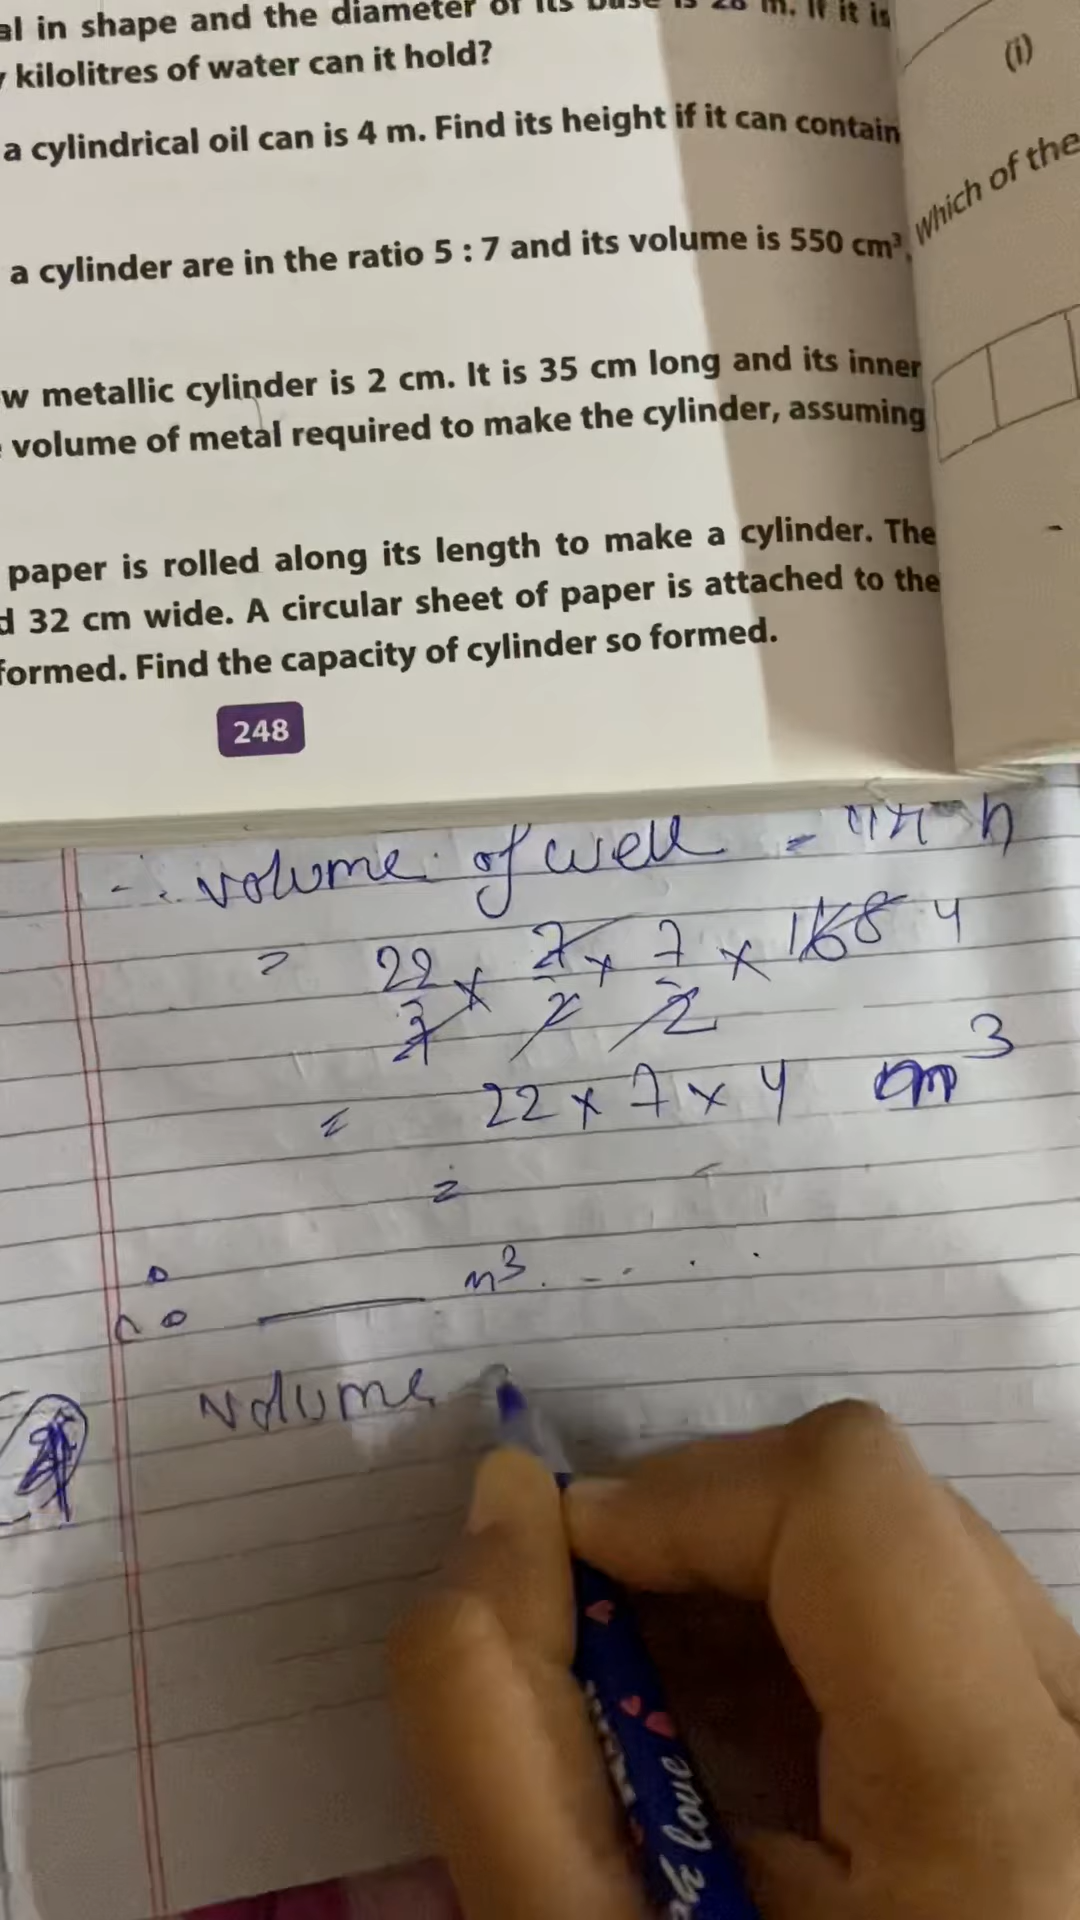 al in shape and the diameter of its base is 28 m. If it is
kilolitres of water can it hold?
(i)
a cylindrical oil can is 4 m. Find its height if it can contain
Which of the
a cylinder are in the ratio 5 : 7 and its volume is 550 cm³.
w metallic cylinder is 2 cm. It is 35 cm long and its inner
volume of metal required to make the cylinder, assuming
paper is rolled along its length to make a cylinder. The
d 32 cm wide. A circular sheet of paper is attached to the
formed. Find the capacity of cylinder so formed.
248
volume of well = πr² h
= 22/7 × 7/2 × 7/2 × 168 4
= 22 × 7 × 4 m³
=
m³
volume
love